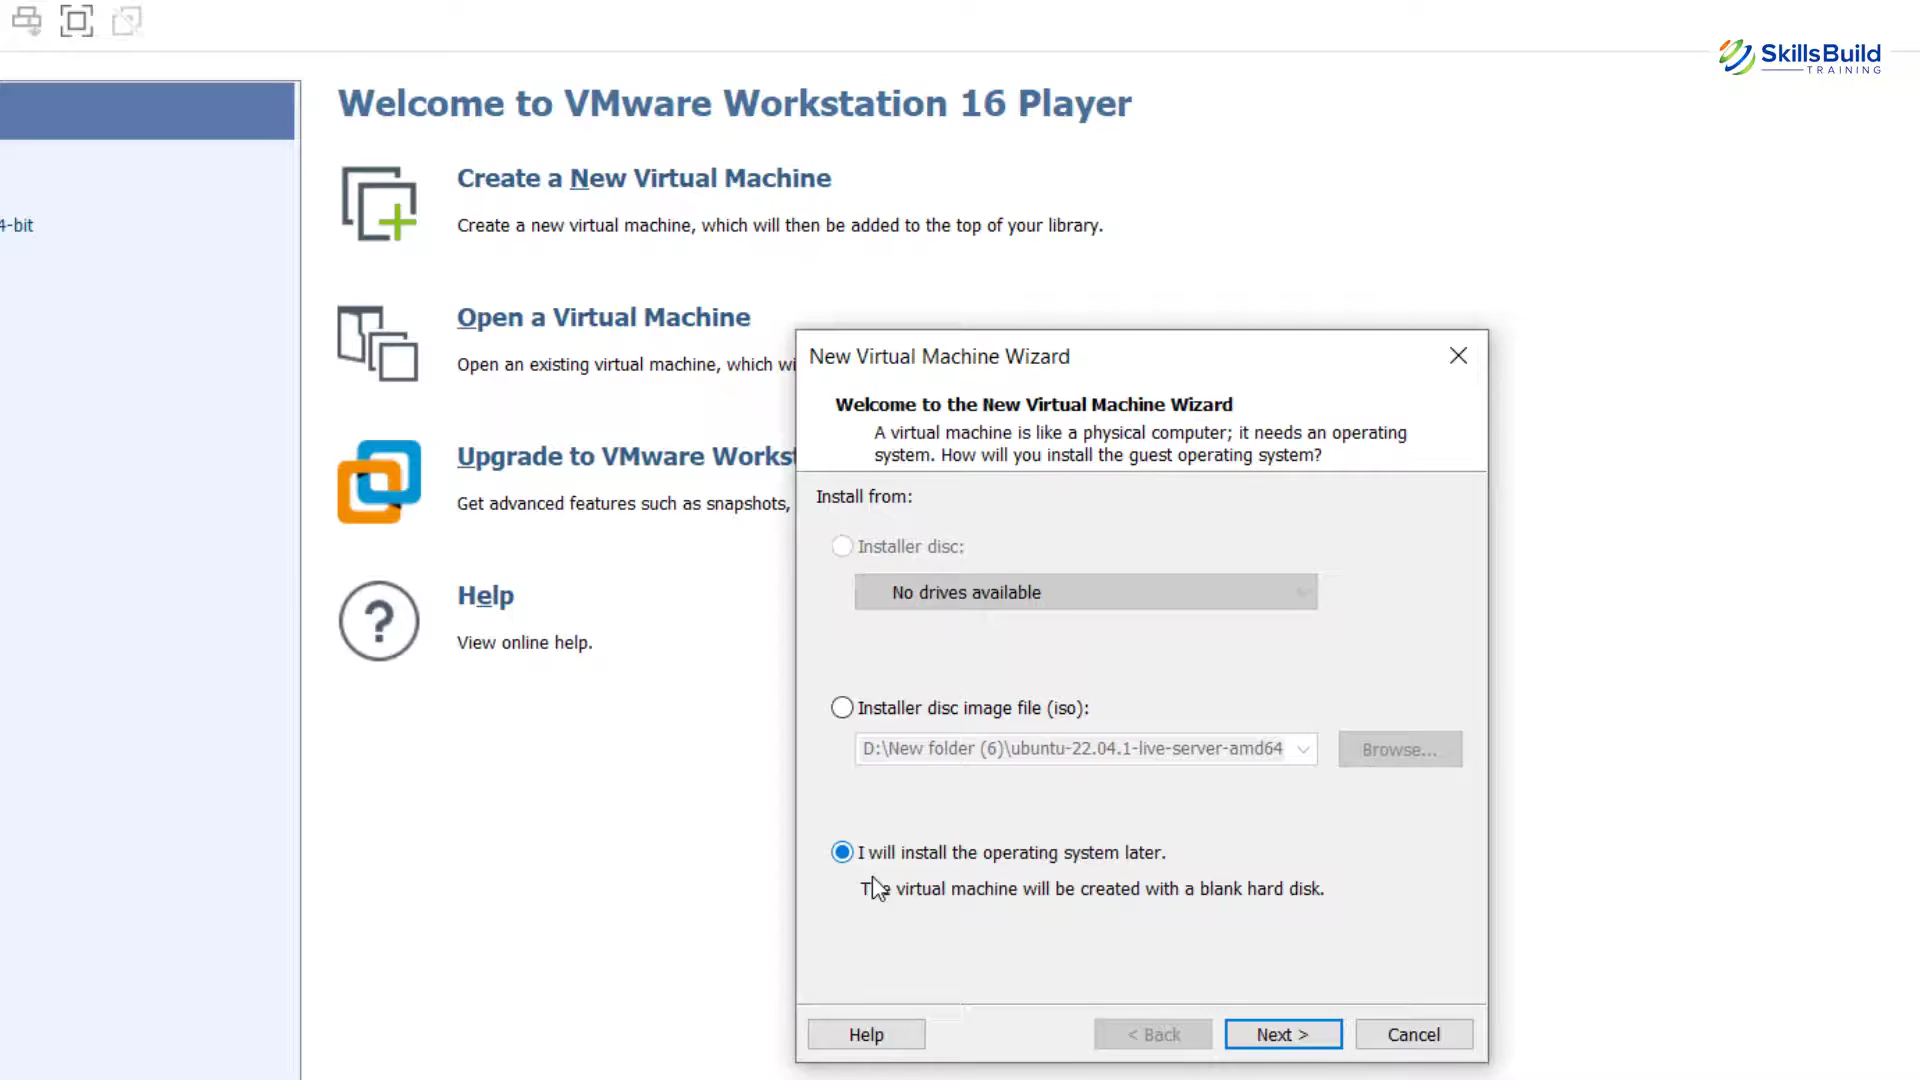 SkillsBuild
TRAINING
Welcome to VMware Workstation 16 Player
Create a New Virtual Machine
Create a new virtual machine, which will then be added to the top of your library.
4-bit
Open a Virtual Machine
Open an existing virtual machine, which wi
Upgrade to VMware Workst
Get advanced features such as snapshots,
Help
View online help.
New Virtual Machine Wizard
Welcome to the New Virtual Machine Wizard
A virtual machine is like a physical computer; it needs an operating
system. How will you install the guest operating system?
Install from:
Installer disc:
No drives available
Installer disc image file (iso):
D:\New folder (6)\ubuntu-22.04.1-live-server-amd64
Browse...
I will install the operating system later.
The virtual machine will be created with a blank hard disk.
Help
< Back
Next >
Cancel